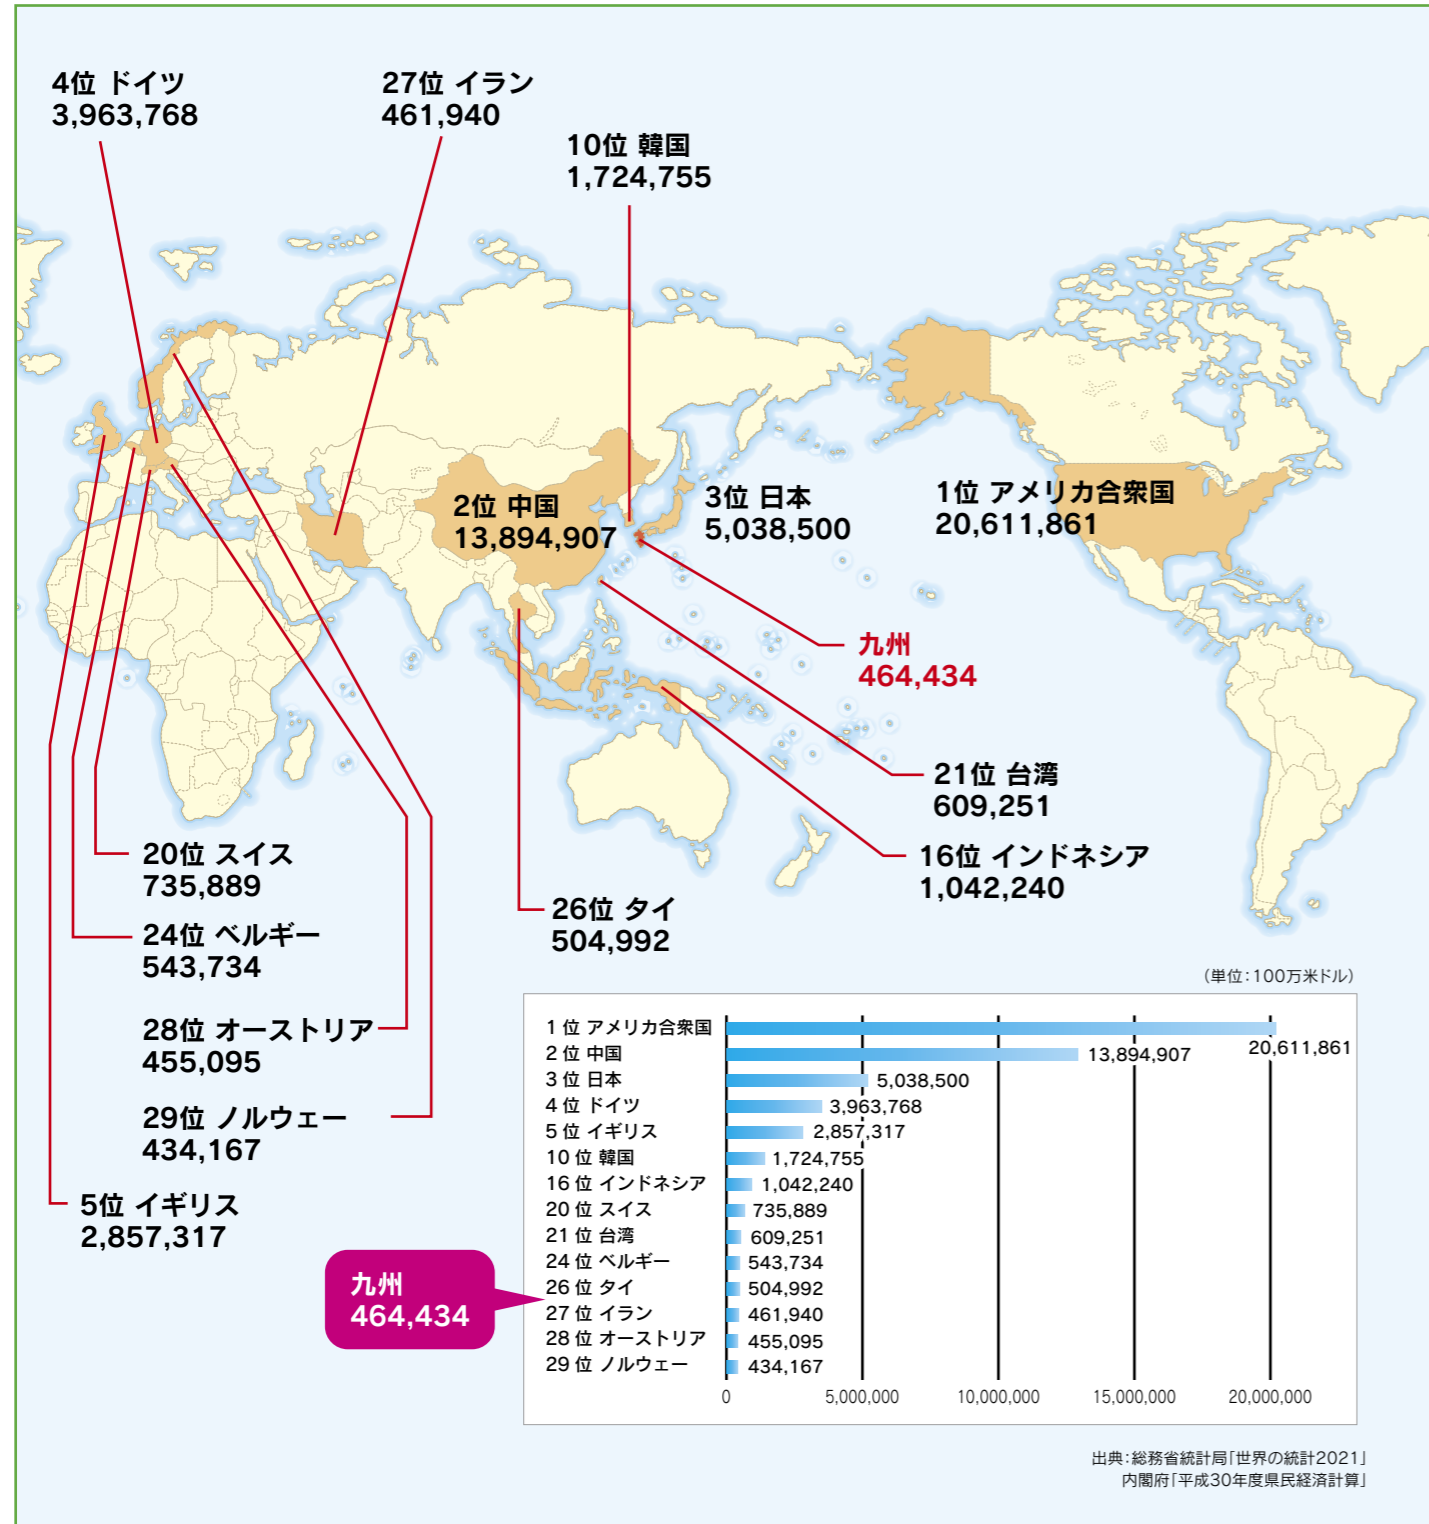 4位 ドイツ
3,963,768
27位 イラン
461,940
10位 韓国
1,724,755
2位 中国
13,894,907
3位 日本
5,038,500
1位 アメリカ合衆国
20,611,861
九州
464,434
21位 台湾
609,251
16位 インドネシア
1,042,240
20位 スイス
735,889
26位 タイ
504,992
24位 ベルギー
543,734
28位 オーストリア
455,095
29位 ノルウェー
434,167
5位 イギリス
2,857,317
(単位:100万米ドル)
1 位 アメリカ合衆国 20,611,861
2 位 中国 13,894,907
3 位 日本 5,038,500
4 位 ドイツ 3,963,768
5 位 イギリス 2,857,317
10 位 韓国 1,724,755
16 位 インドネシア 1,042,240
20 位 スイス 735,889
21 位 台湾 609,251
24 位 ベルギー 543,734
26 位 タイ 504,992
27 位 イラン 461,940
28 位 オーストリア 455,095
29 位 ノルウェー 434,167
九州
464,434
0 5,000,000 10,000,000 15,000,000 20,000,000
出典:総務省統計局「世界の統計2021」
内閣府「平成30年度県民経済計算」